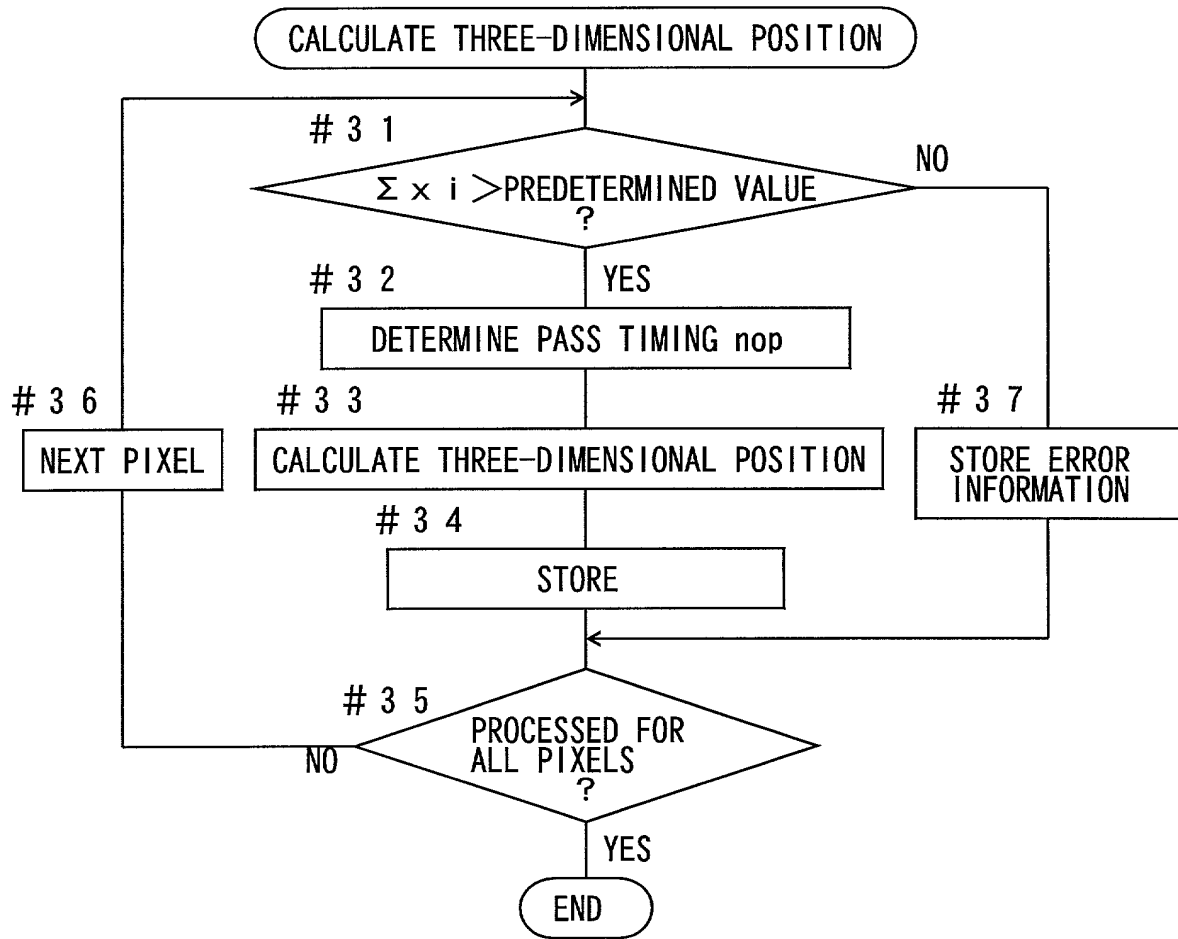 CALCULATE THREE-DIMENSIONAL POSITION
#31
Σxi>PREDETERMINED VALUE
?
NO
YES
#32
DETERMINE PASS TIMING nop
#36
#33
#37
NEXT PIXEL
CALCULATE THREE-DIMENSIONAL POSITION
STORE ERROR
INFORMATION
#34
STORE
#35
PROCESSED FOR
ALL PIXELS
?
NO
YES
END